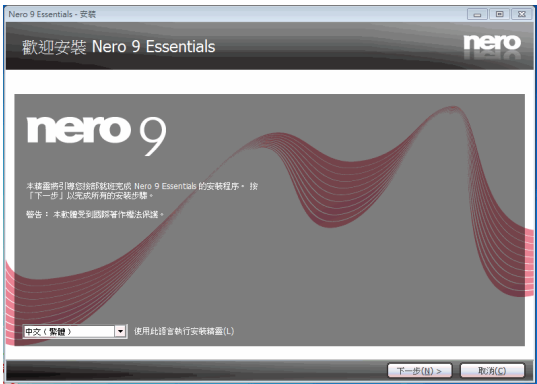 Nero 9 Essentials - 安裝
歡迎安裝 Nero 9 Essentials
nero
nero 9
本精靈將引導您按部就班完成 Nero 9 Essentials 的安裝程序。 按
「下一步」以完成所有的安裝步驟。
警告： 本軟體受到國際著作權法保護。
中文（繁體）
使用此語言執行安裝精靈(L)
下一步(N) >
取消(C)